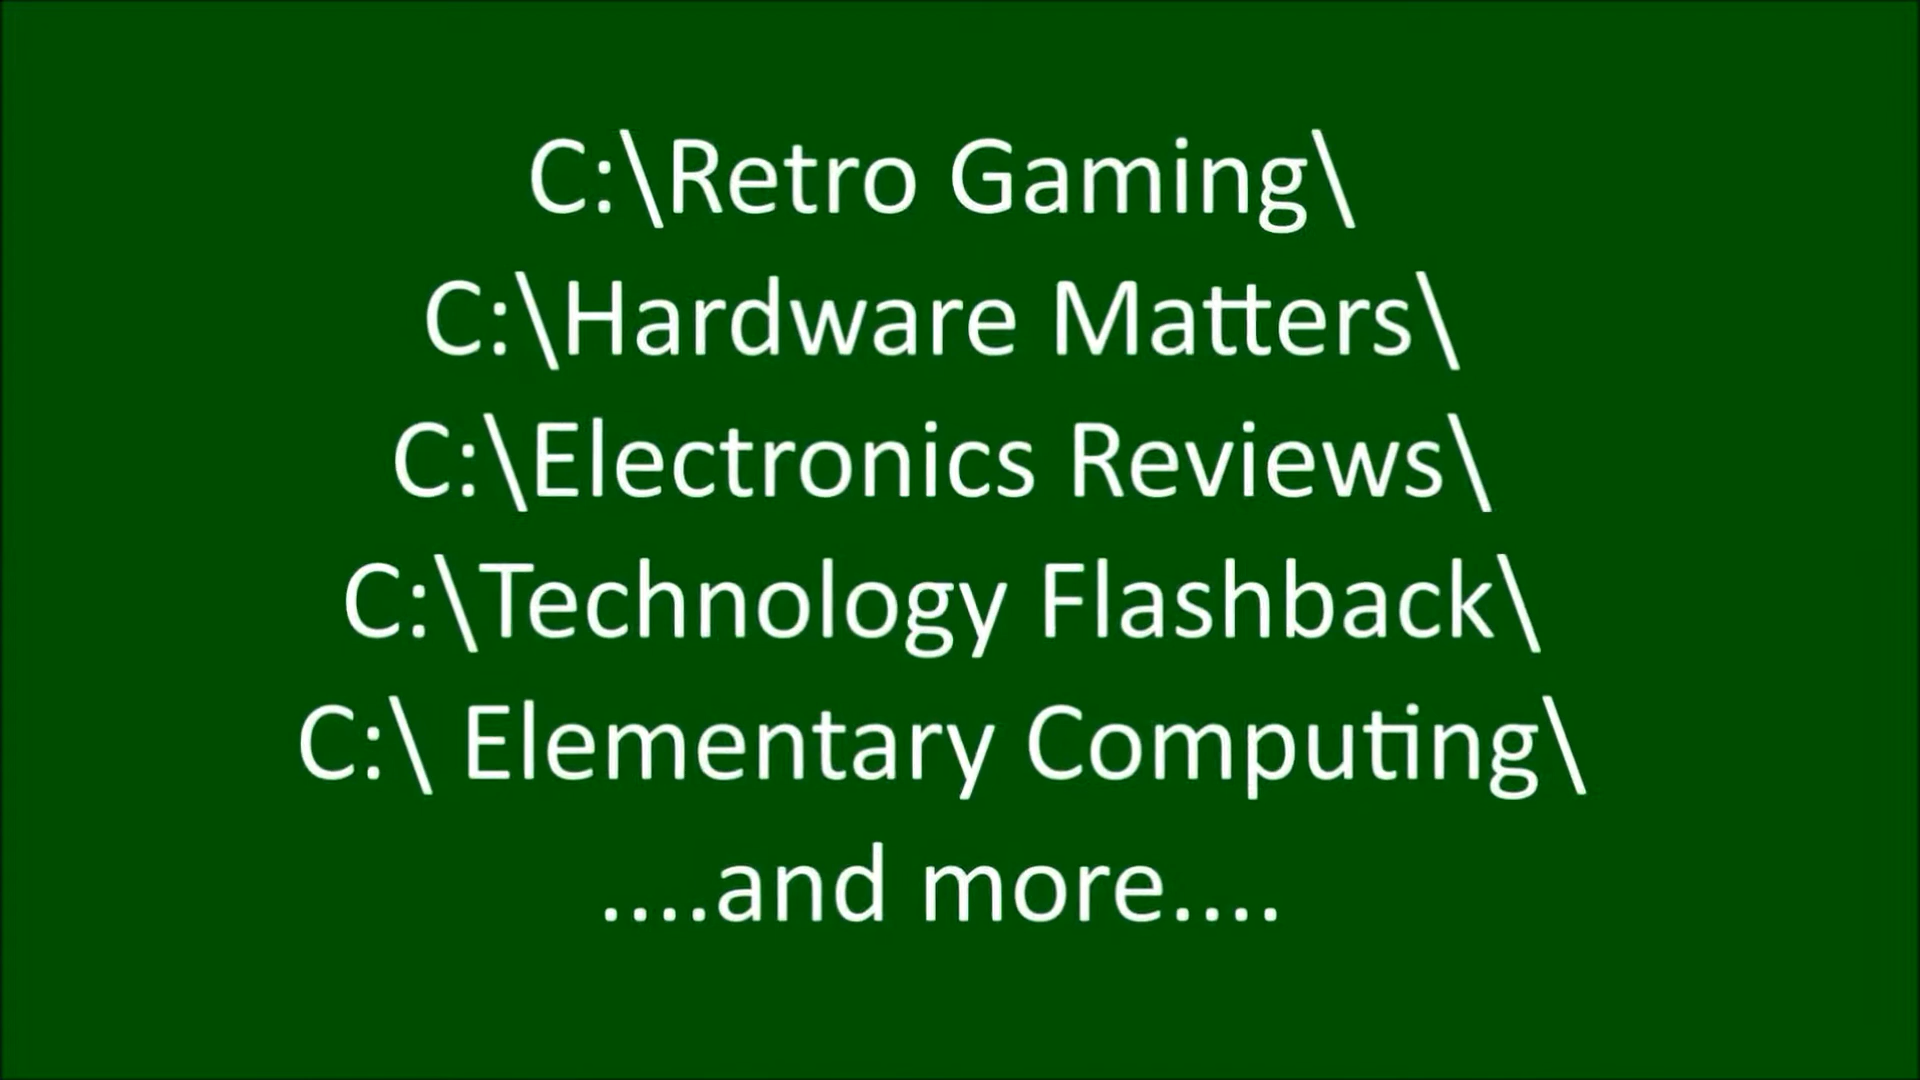 C:\Retro Gaming\
C:\Hardware Matters\
C:\Electronics Reviews\
C:\Technology Flashback\
C:\ Elementary Computing\
....and more....